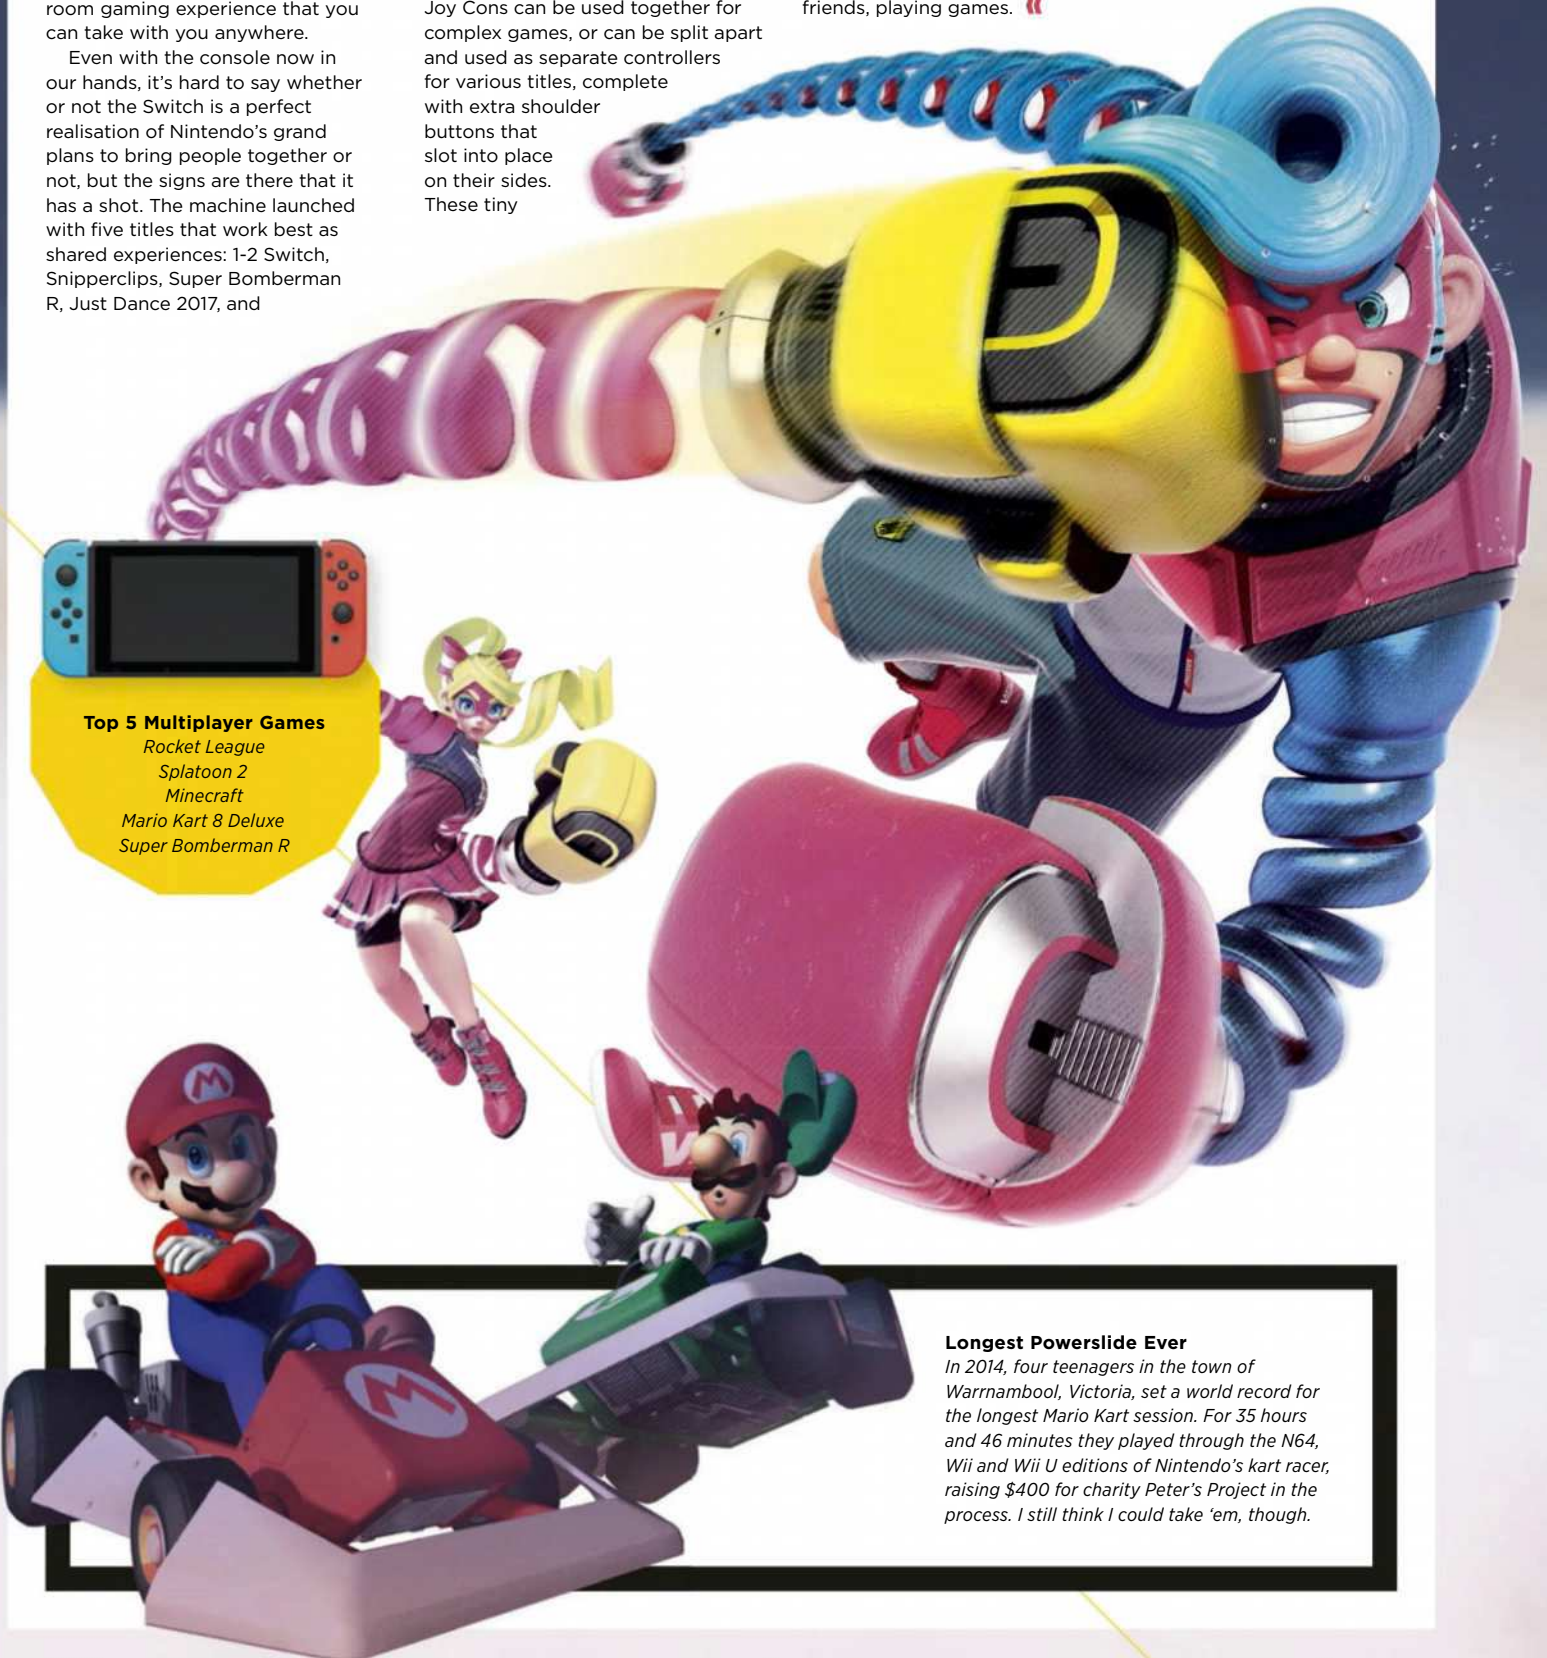 room gaming experience that you
can take with you anywhere.
Even with the console now in
our hands, it's hard to say whether
or not the Switch is a perfect
realisation of Nintendo's grand
plans to bring people together or
not, but the signs are there that it
has a shot. The machine launched
with five titles that work best as
shared experiences: 1-2 Switch,
Snipperclips, Super Bomberman
R, Just Dance 2017, and
Joy Cons can be used together for
complex games, or can be split apart
and used as separate controllers
for various titles, complete
with extra shoulder
buttons that
slot into place
on their sides.
These tiny
friends, playing games.
Top 5 Multiplayer Games
Rocket League
Splatoon 2
Minecraft
Mario Kart 8 Deluxe
Super Bomberman R
M
M
Longest Powerslide Ever
In 2014, four teenagers in the town of
Warrnambool, Victoria, set a world record for
the longest Mario Kart session. For 35 hours
and 46 minutes they played through the N64,
Wii and Wii U editions of Nintendo's kart racer,
raising $400 for charity Peter's Project in the
process. I still think I could take ‘em, though.